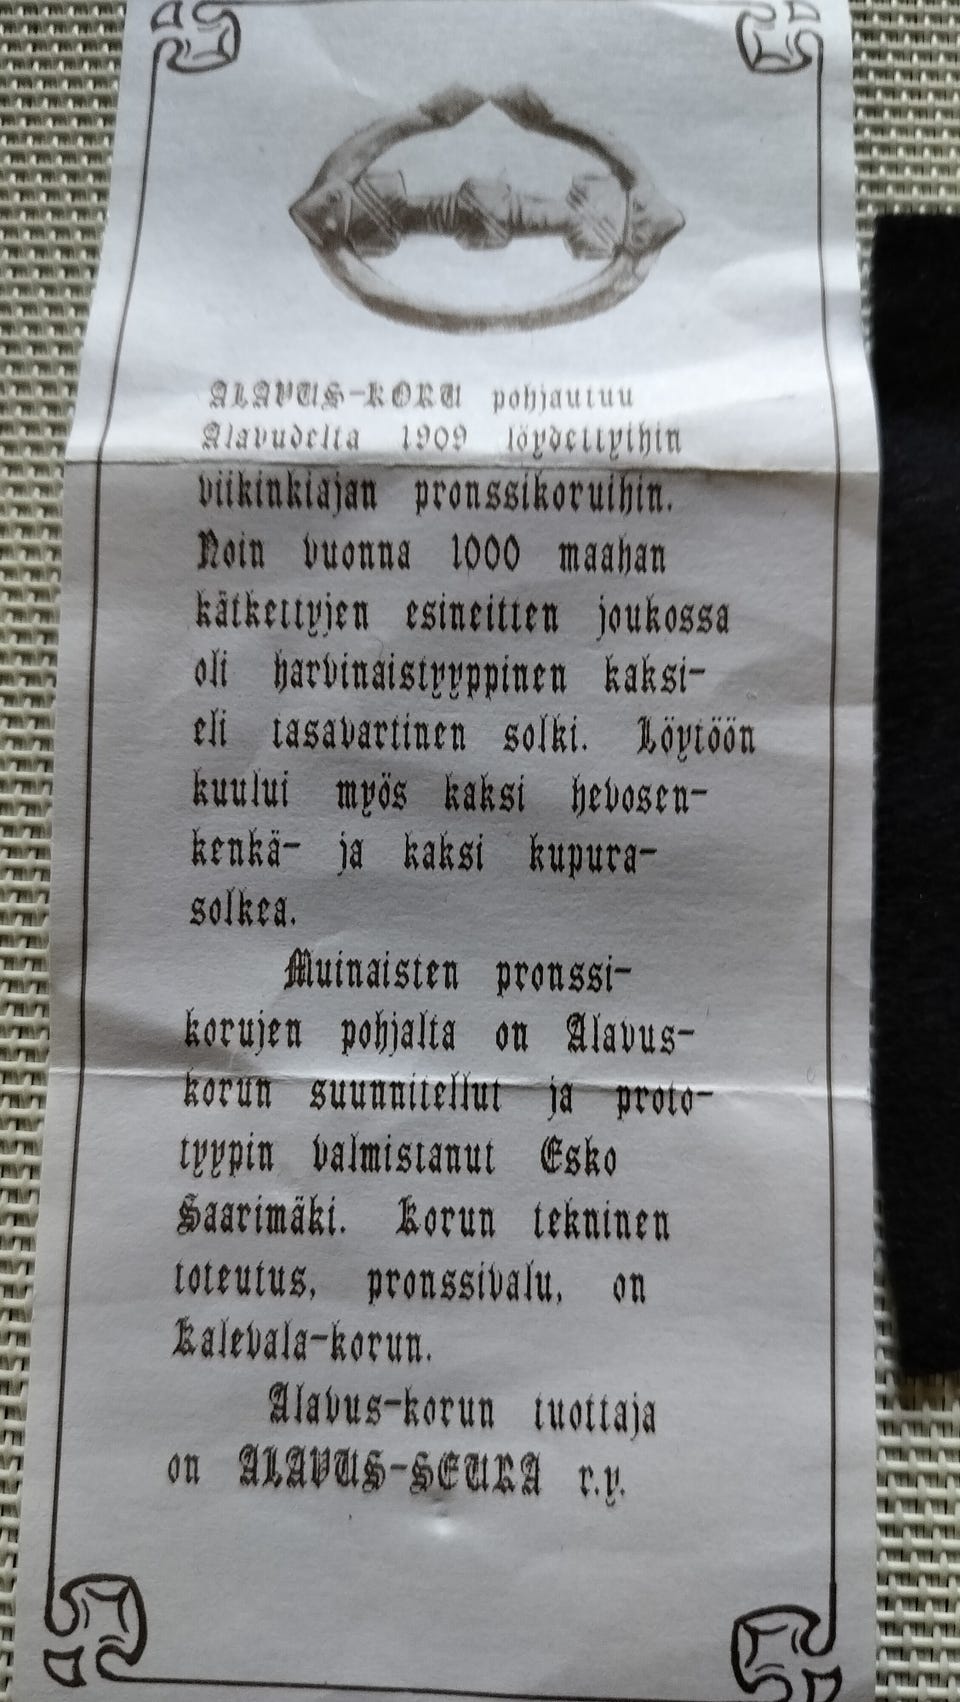 ALAVUS-KORU pohjautuu
Alavudelta 1909 löydettyihin
viikinkiajan pronssikoruihin.
Noin vuonna 1000 maahan
kätkettyjen esineitten joukossa
oli harvinaistyyppinen kaksi-
eli tasavartinen solki. Löytöön
kuului myös kaksi hevosen-
kenkä- ja kaksi kupura-
solkea.
Muinaisten pronssi-
korujen pohjalta on Alavus-
korun suunnitellut ja proto-
tyypin valmistanut Esko
Saarimäki. Korun tekninen
toteutus, pronssivalu, on
Kalevala-korun.
Alavus-korun tuottaja
on ALAVUS-SEURA r.y.